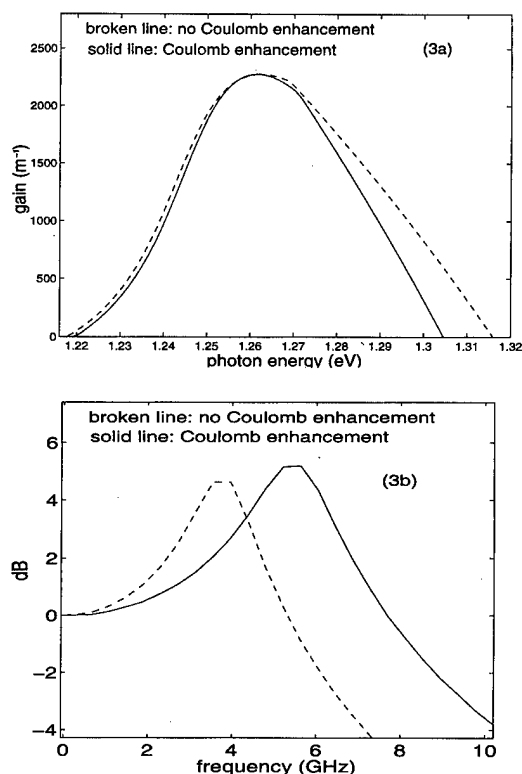 broken line: no Coulomb enhancement
solid line: Coulomb enhancement
(3a)
2500
2000
1500
1000
500
0
gain (m⁻¹)
1.22 1.23 1.24 1.25 1.26 1.27 1.28 1.29 1.3 1.31 1.32
photon energy (eV)
broken line: no Coulomb enhancement
solid line: Coulomb enhancement
(3b)
6
4
2
0
−2
−4
dB
0 2 4 6 8 10
frequency (GHz)